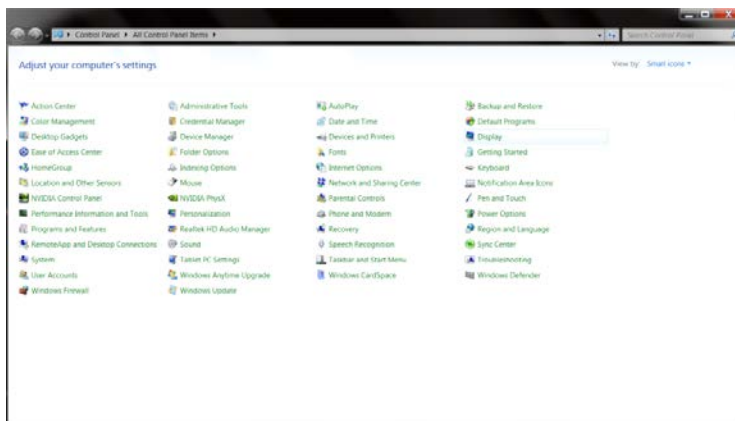 Control Panel ▸ All Control Panel Items ▸ Search Control Panel
Adjust your computer's settings View by: Small icons
Action Center Administrative Tools AutoPlay Backup and Restore
Color Management Credential Manager Date and Time Default Programs
Desktop Gadgets Device Manager Devices and Printers Display
Ease of Access Center Folder Options Fonts Getting Started
HomeGroup Indexing Options Internet Options Keyboard
Location and Other Sensors Mouse Network and Sharing Center Notification Area Icons
NVIDIA Control Panel NVIDIA PhysX Parental Controls Pen and Touch
Performance Information and Tools Personalization Phone and Modem Power Options
Programs and Features Realtek HD Audio Manager Recovery Region and Language
RemoteApp and Desktop Connections Sound Speech Recognition Sync Center
System Tablet PC Settings Taskbar and Start Menu Troubleshooting
User Accounts Windows Anytime Upgrade Windows CardSpace Windows Defender
Windows Firewall Windows Update